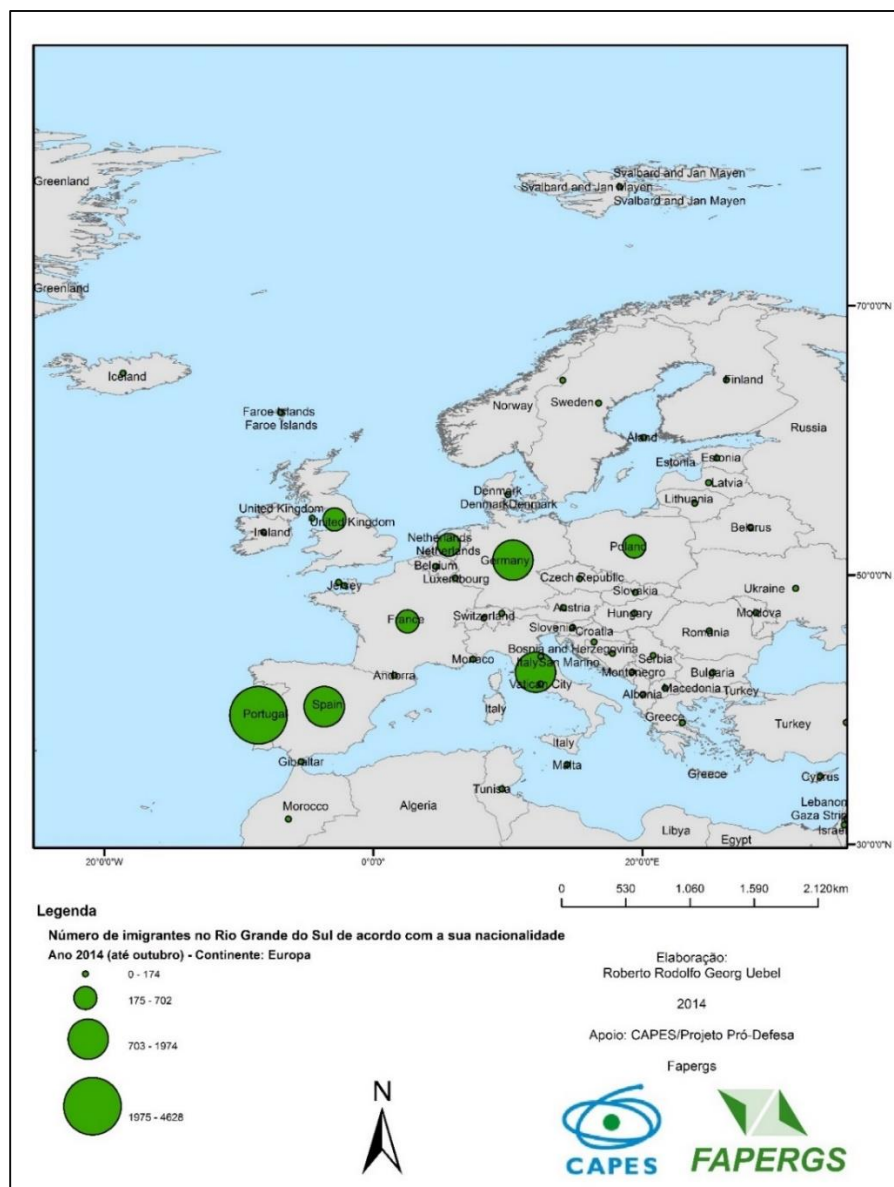 Svalbard and Jan Mayen
Greenland
Svalbard and Jan Mayen
Svalbard and Jan Mayen
Greenland
70°0'0"N
Iceland
Finland
Norway
Sweden
Faroe Islands
Faroe Islands
Russia
Åland
Estonia
Estonia
Latvia
Lithuania
Denmark
Denmark
Denmark
United Kingdom
United Kingdom
Ireland
Belarus
Netherlands
Netherlands
Poland
Germany
Belgium
Luxembourg
Czech Republic
50°0'0"N
Jersey
Slovakia
Ukraine
Austria
Hungary
Moldova
France
Switzerland
Slovenia
Croatia
Romania
Bosnia and Herzegovina
Monaco
Italy
San Marino
Serbia
Andorra
Montenegro
Bulgaria
Vatican City
Albania
Macedonia
Turkey
Portugal
Spain
Italy
Greece
Turkey
Italy
Gibraltar
Malta
Greece
Cyprus
Tunisia
Morocco
Algeria
Lebanon
Gaza Strip
Libya
Israel
Egypt
30°0'0"N
20°0'0"W
0°0'0"
20°0'0"E
0 530 1.060 1.590 2.120 km
Legenda
Número de imigrantes no Rio Grande do Sul de acordo com a sua nacionalidade
Ano 2014 (até outubro) - Continente: Europa
0 - 174
175 - 702
703 - 1974
1975 - 4628
Elaboração:
Roberto Rodolfo Georg Uebel
2014
Apoio: CAPES/Projeto Pró-Defesa
Fapergs
N
CAPES
FAPERGS